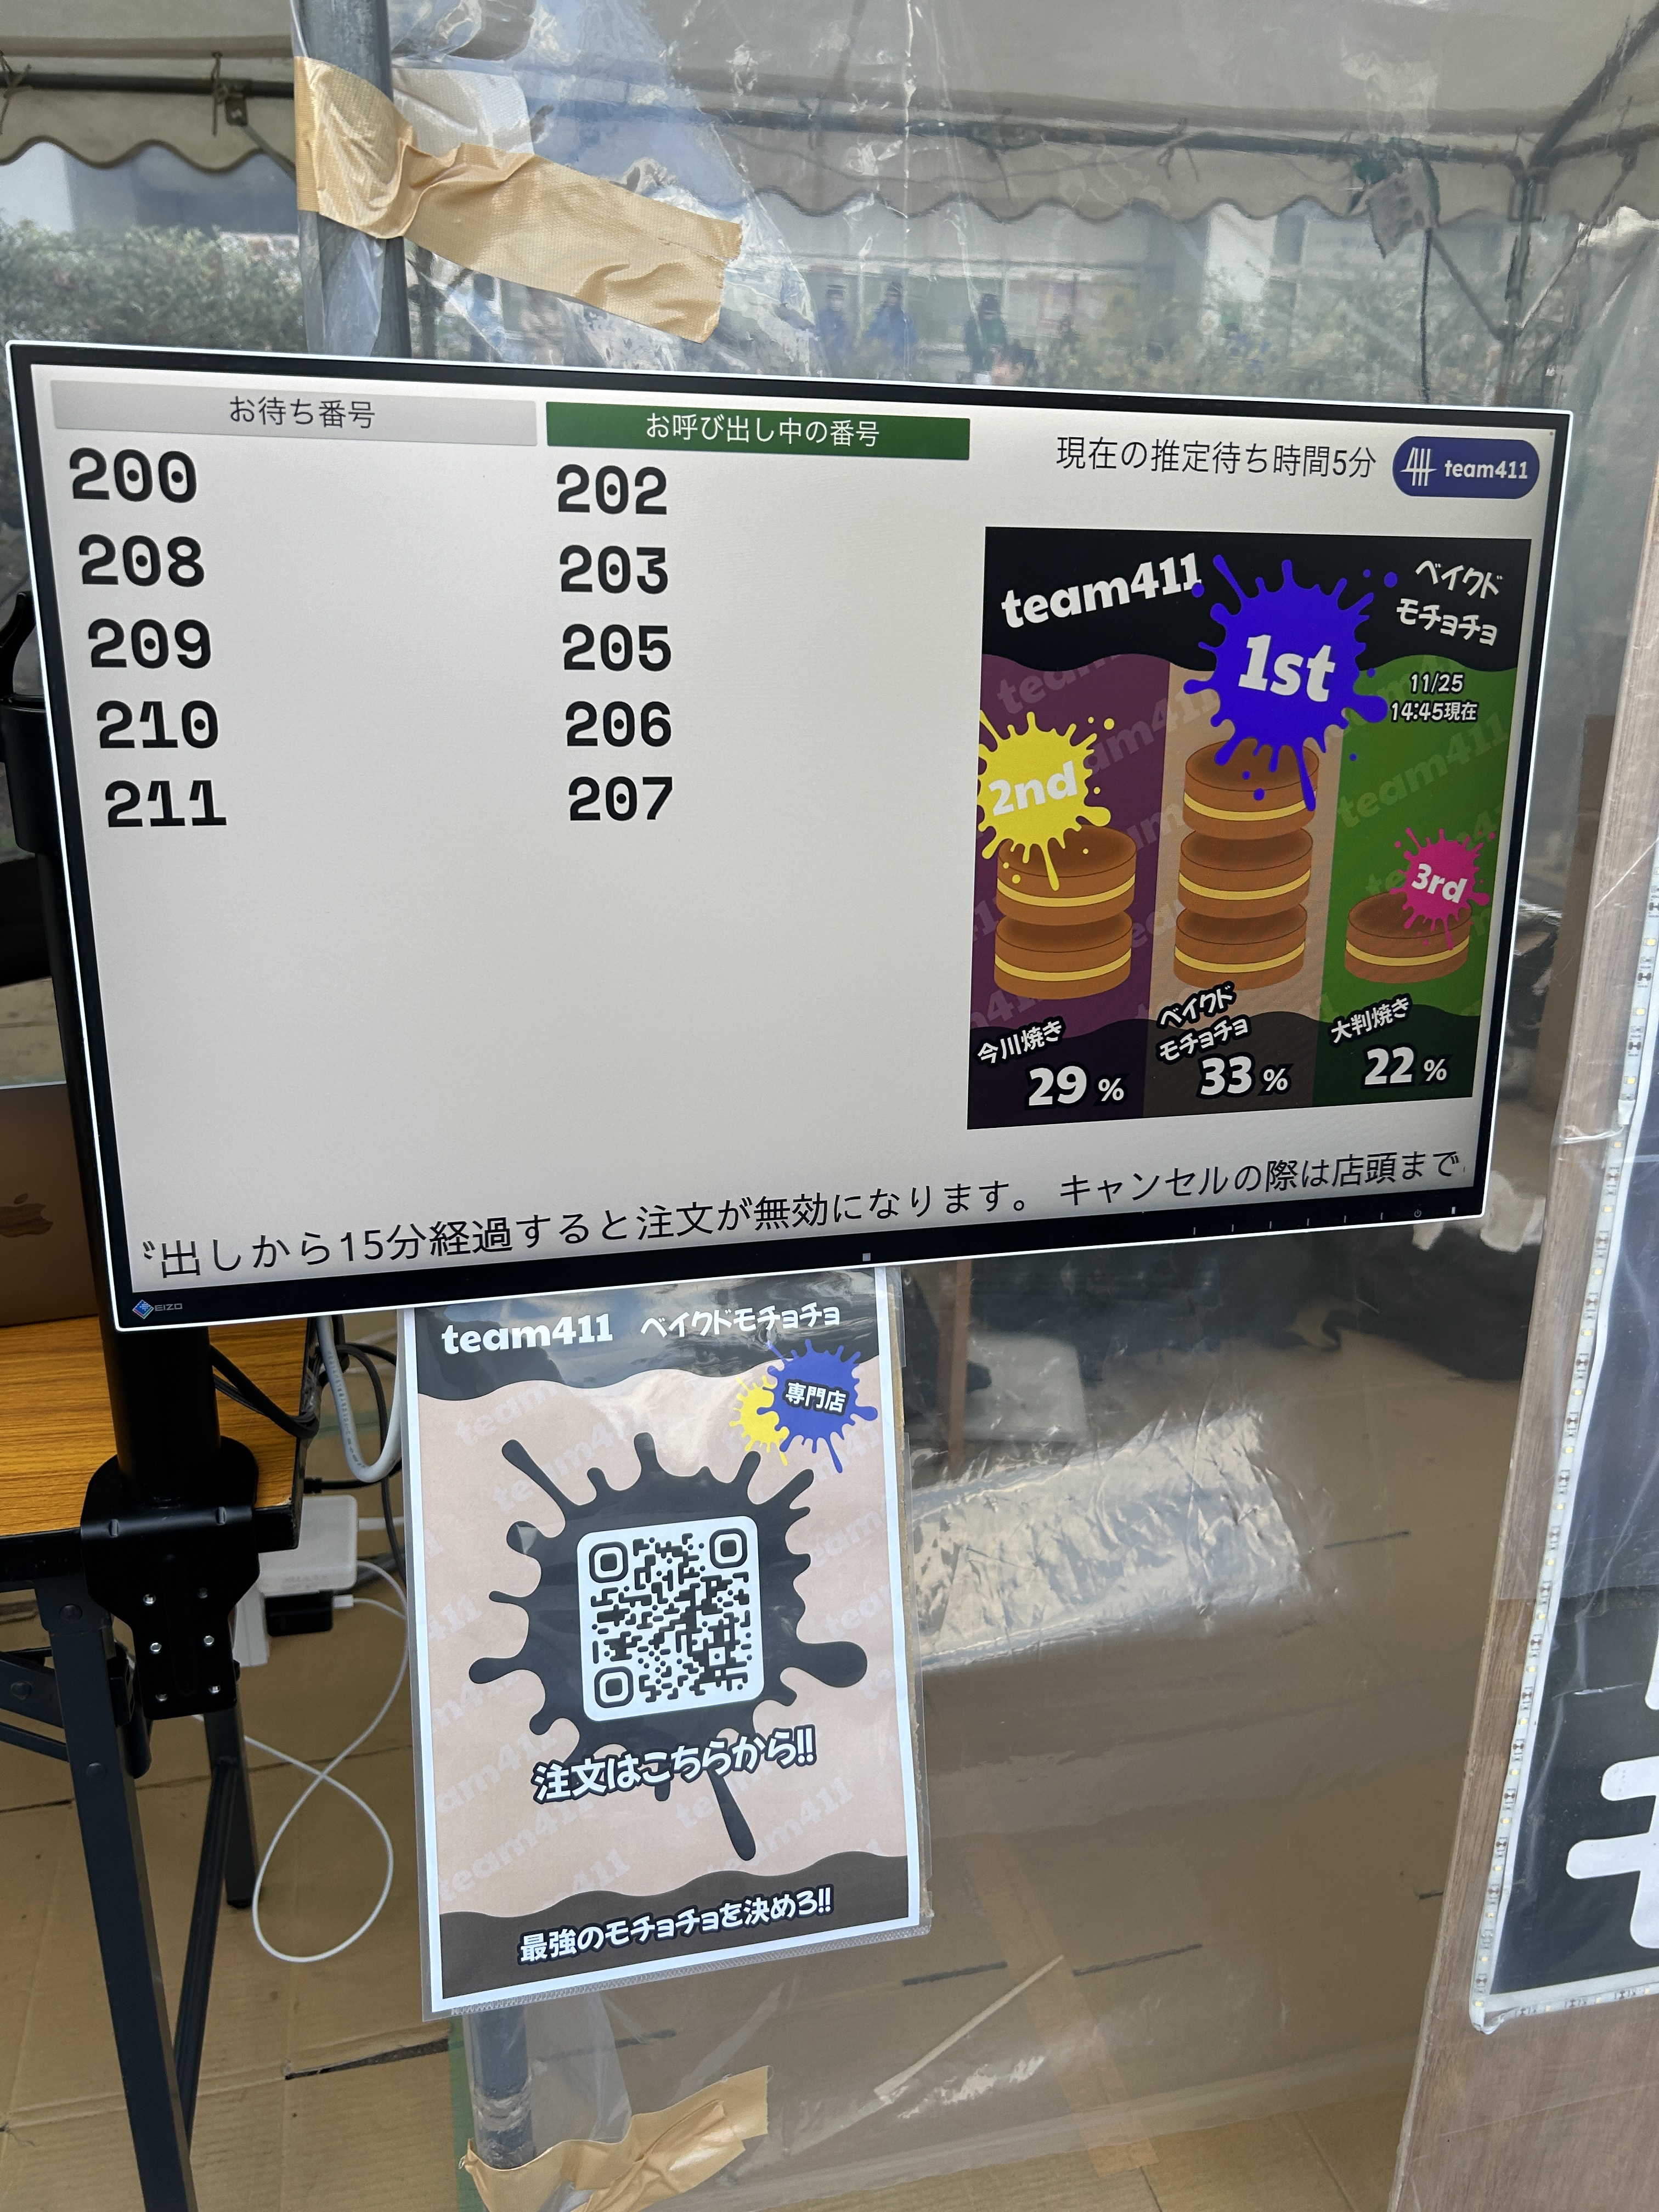 お待ち番号
200
208
209
210
211
お呼び出し中の番号
202
203
205
206
207
現在の推定待ち時間5分
team411
team411
ベイクド
モチョチョ
1st
11/25
14:45現在
2nd
3rd
今川焼き
29 %
ベイクド
モチョチョ
33 %
大判焼き
22 %
出しから15分経過すると注文が無効になります。 キャンセルの際は店頭まで
EIZO
team411 ベイクドモチョチョ
専門店
注文はこちらから!!
最強のモチョチョを決めろ!!